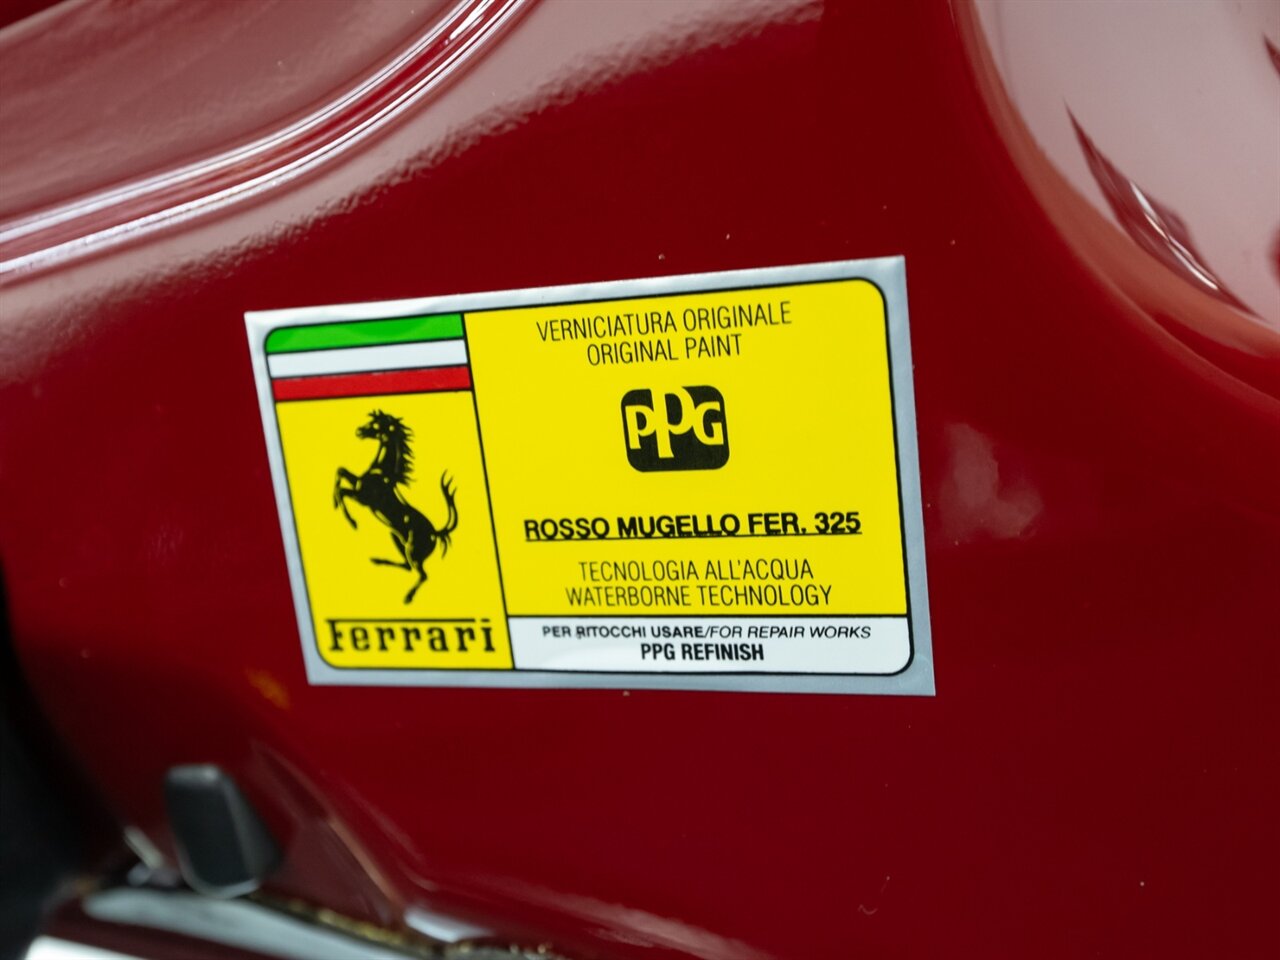 VERNICIATURA ORIGINALE
ORIGINAL PAINT
PPG
ROSSO MUGELLO FER. 325
TECNOLOGIA ALL'ACQUA
WATERBORNE TECHNOLOGY
Ferrari
PER RITOCCHI USARE/FOR REPAIR WORKS
PPG REFINISH